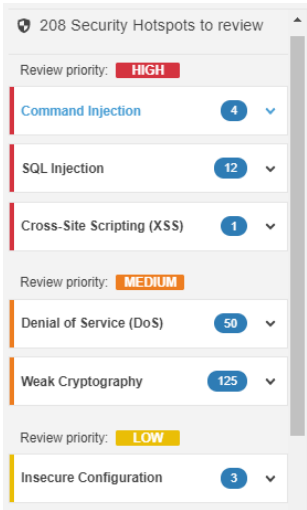 208 Security Hotspots to review
Review priority: HIGH
Command Injection 4
SQL Injection 12
Cross-Site Scripting (XSS) 1
Review priority: MEDIUM
Denial of Service (DoS) 50
Weak Cryptography 125
Review priority: LOW
Insecure Configuration 3